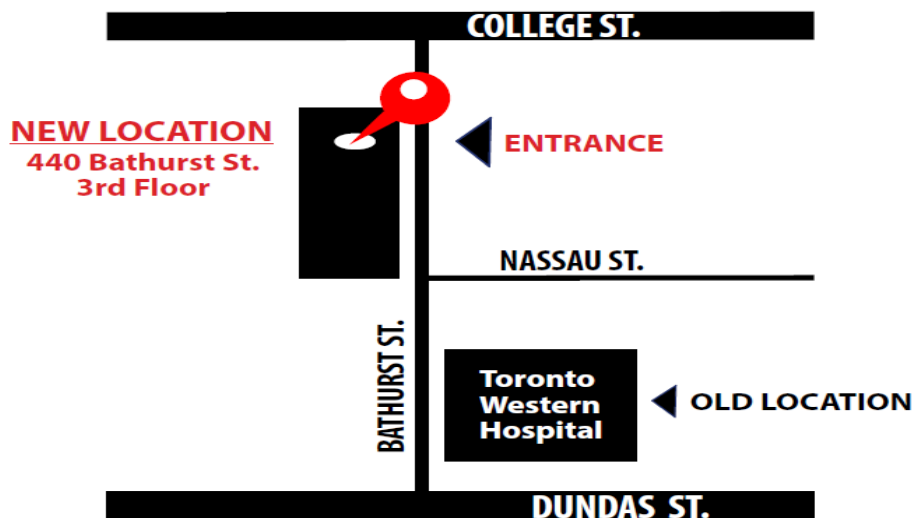 COLLEGE ST.
NEW LOCATION
440 Bathurst St.
3rd Floor
ENTRANCE
NASSAU ST.
BATHURST ST.
Toronto
Western
Hospital
OLD LOCATION
DUNDAS ST.